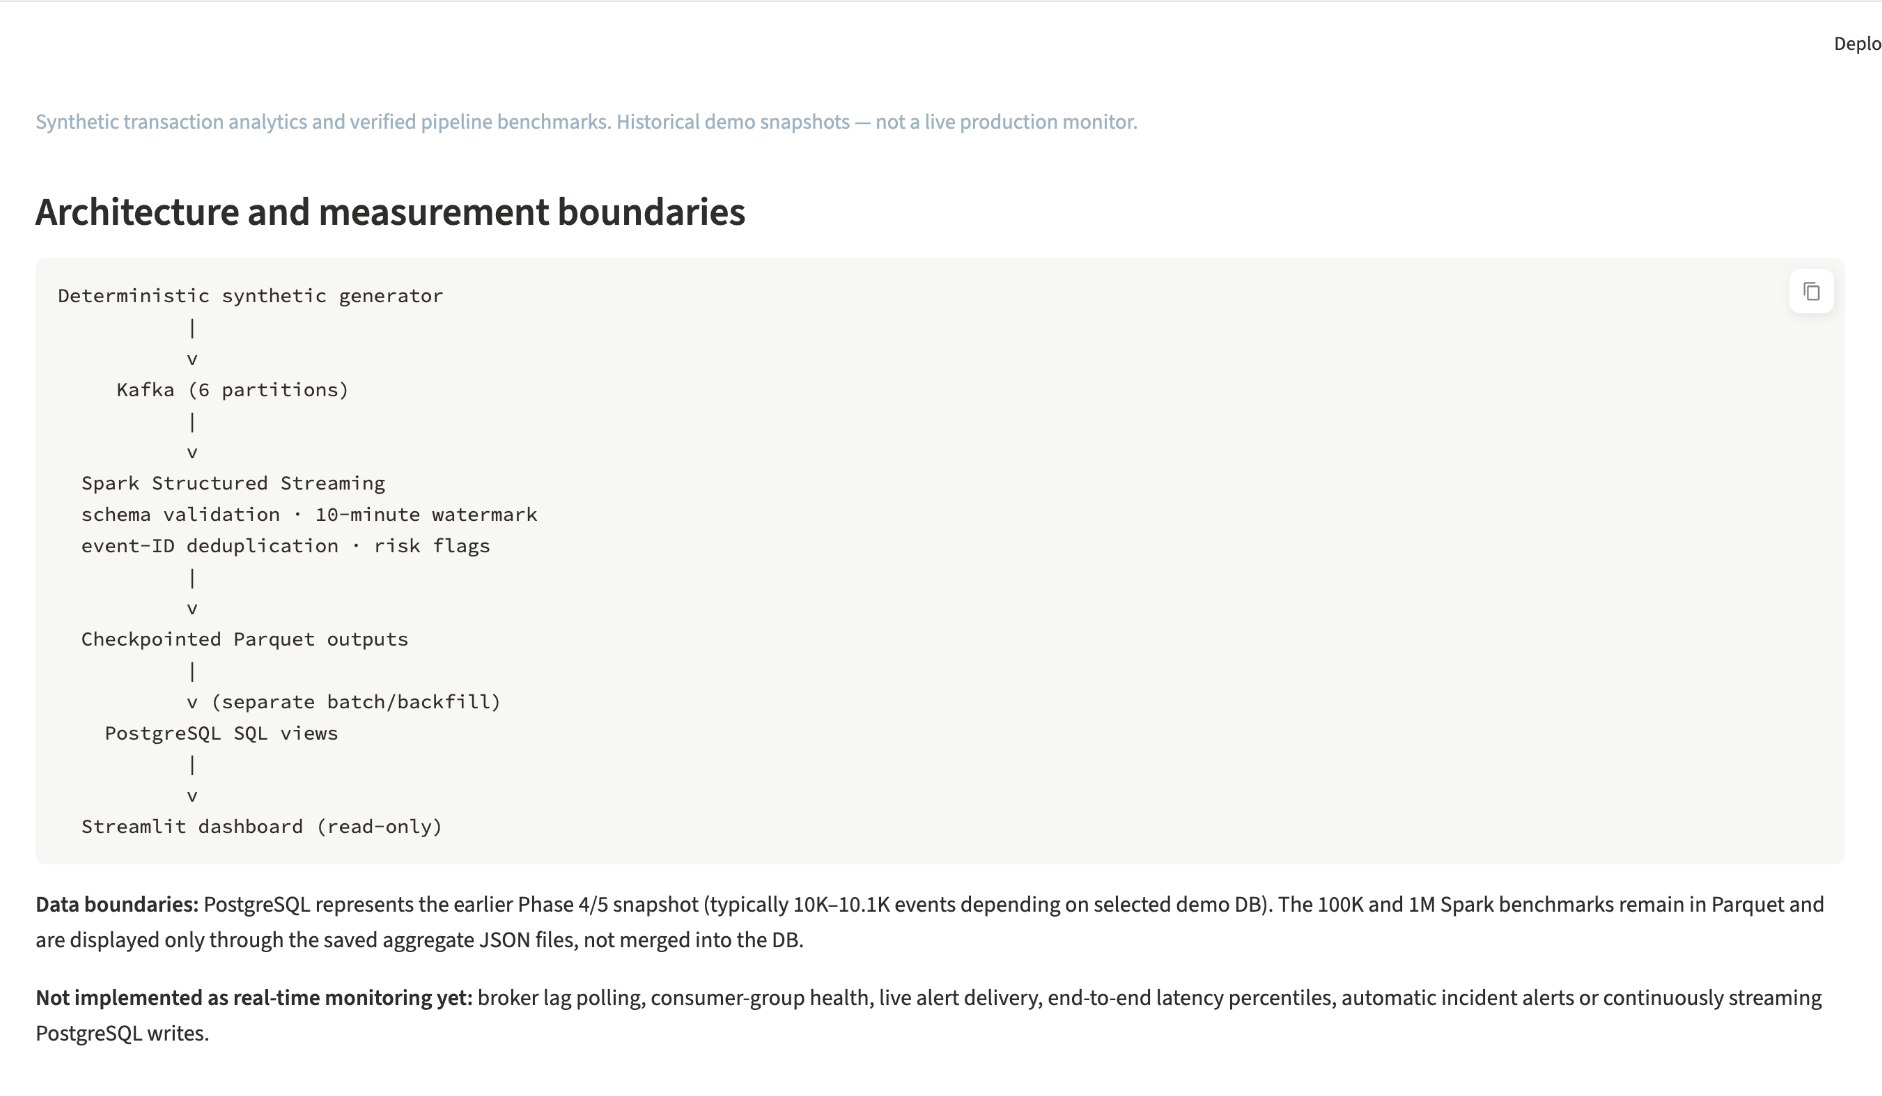 Deplo
Synthetic transaction analytics and verified pipeline benchmarks. Historical demo snapshots — not a live production monitor.
Architecture and measurement boundaries
Deterministic synthetic generator
|
v
Kafka (6 partitions)
|
v
Spark Structured Streaming
schema validation · 10-minute watermark
event-ID deduplication · risk flags
|
v
Checkpointed Parquet outputs
|
v (separate batch/backfill)
PostgreSQL SQL views
|
v
Streamlit dashboard (read-only)
Data boundaries: PostgreSQL represents the earlier Phase 4/5 snapshot (typically 10K–10.1K events depending on selected demo DB). The 100K and 1M Spark benchmarks remain in Parquet and
are displayed only through the saved aggregate JSON files, not merged into the DB.
Not implemented as real-time monitoring yet: broker lag polling, consumer-group health, live alert delivery, end-to-end latency percentiles, automatic incident alerts or continuously streaming
PostgreSQL writes.